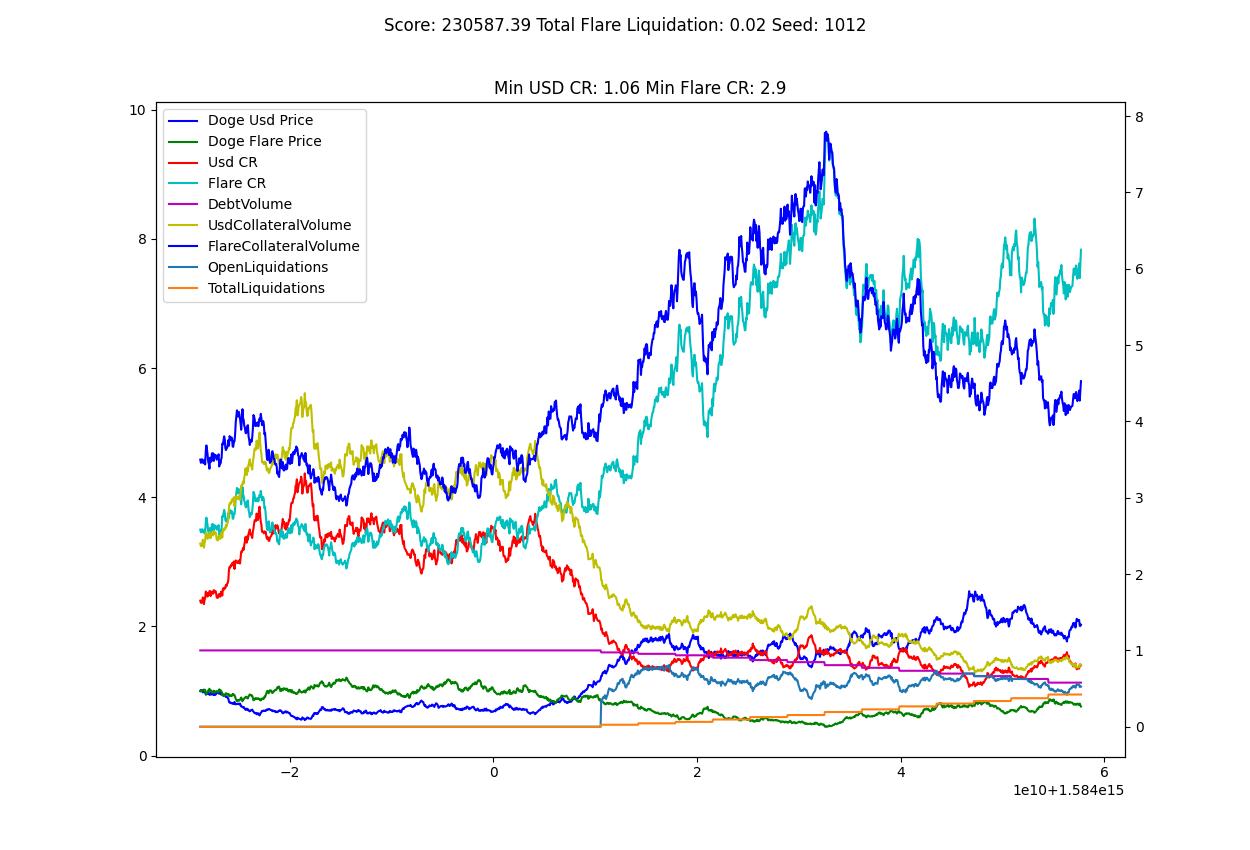 Score: 230587.39 Total Flare Liquidation: 0.02 Seed: 1012
Min USD CR: 1.06 Min Flare CR: 2.9
Doge Usd Price
Doge Flare Price
Usd CR
Flare CR
DebtVolume
UsdCollateralVolume
FlareCollateralVolume
OpenLiquidations
TotalLiquidations
10
8
6
4
2
0
8
7
6
5
4
3
2
1
0
−2
0
2
4
6
1e10+1.584e15